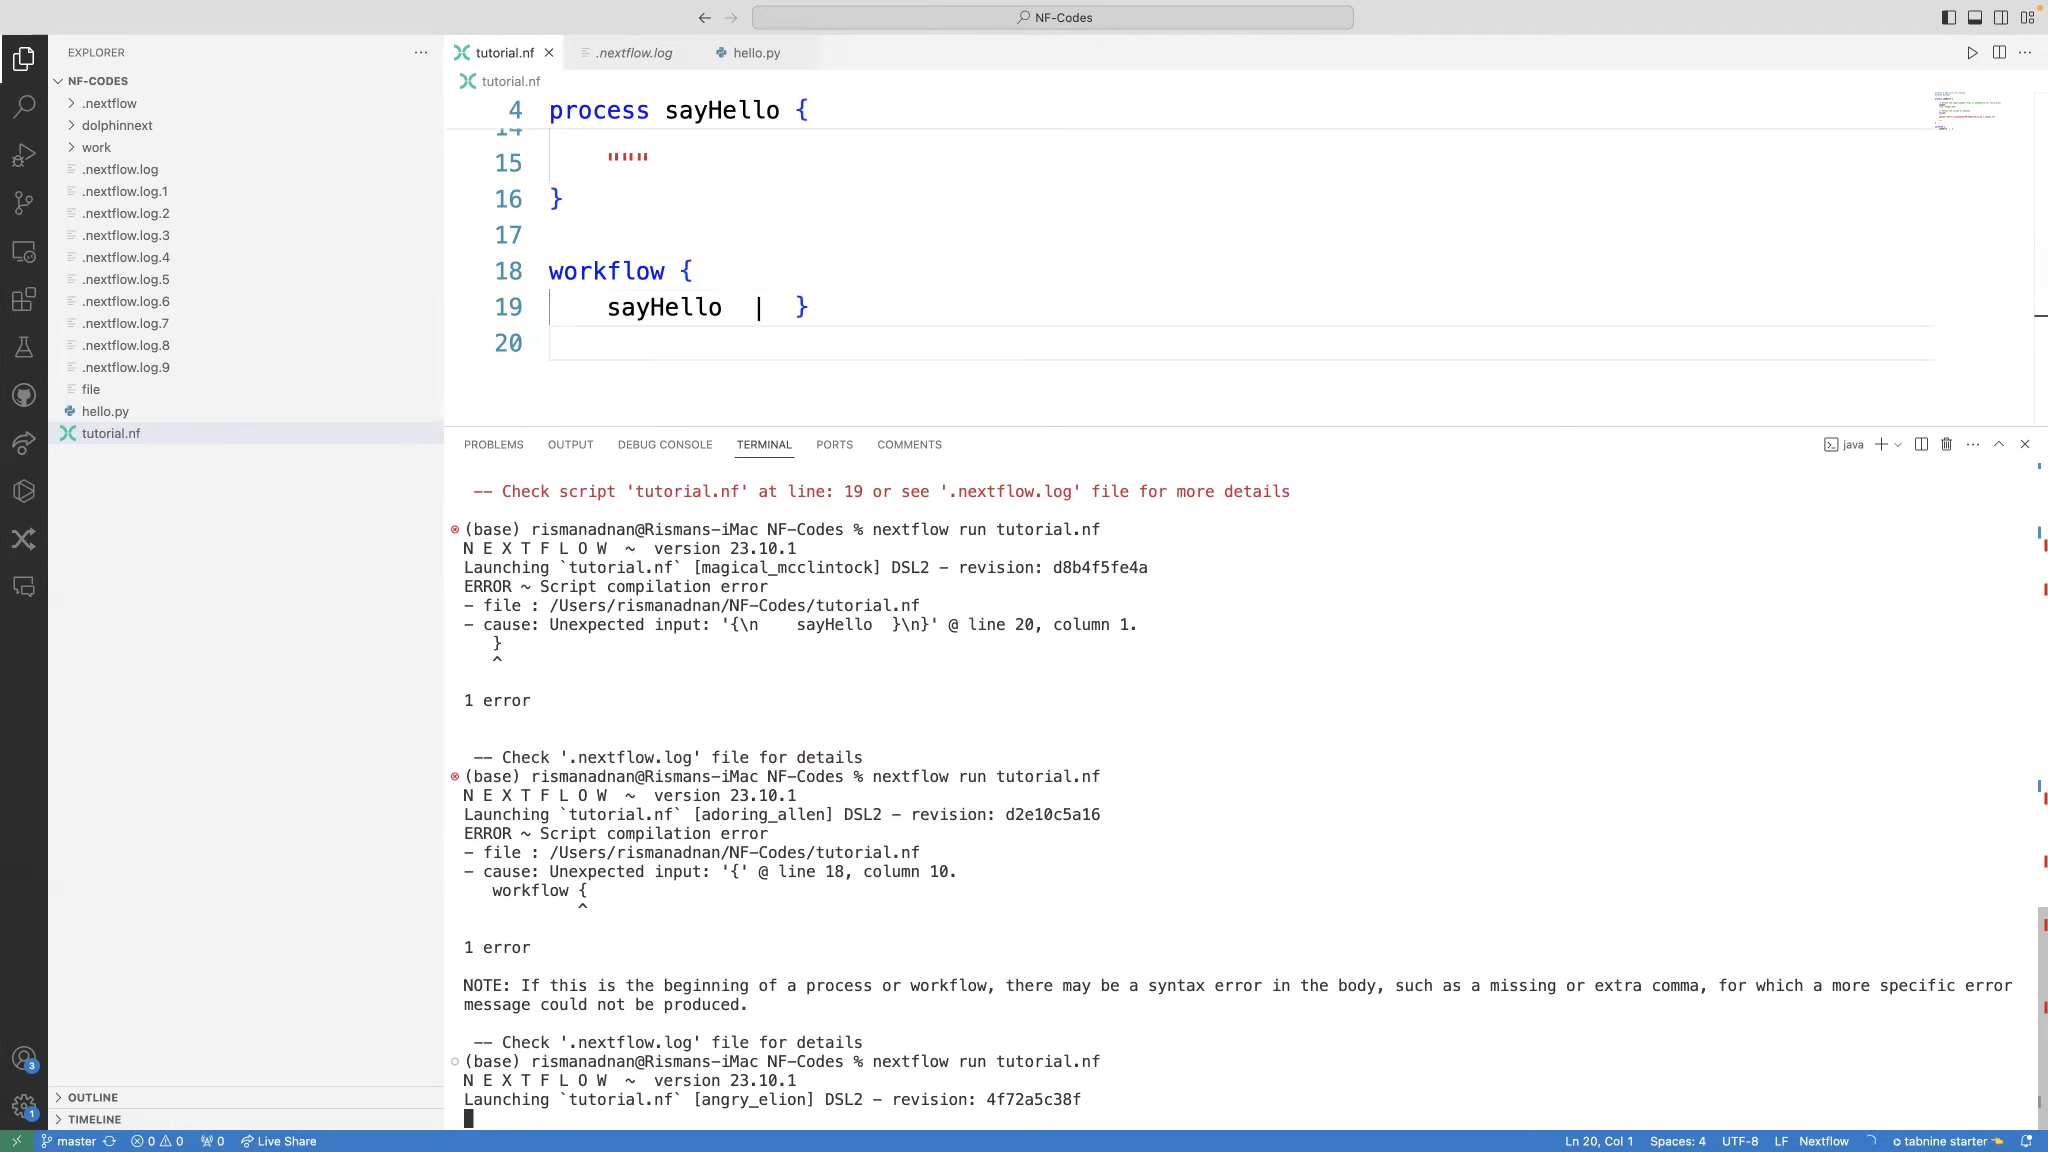 NF-Codes
EXPLORER
tutorial.nf
.nextflow.log
hello.py
NF-CODES
tutorial.nf
.nextflow
dolphinnext
work
.nextflow.log
.nextflow.log.1
.nextflow.log.2
.nextflow.log.3
.nextflow.log.4
.nextflow.log.5
.nextflow.log.6
.nextflow.log.7
.nextflow.log.8
.nextflow.log.9
file
hello.py
tutorial.nf
OUTLINE
TIMELINE
4 process sayHello {
14
15 """
16 }
17
18 workflow {
19 sayHello | }
20
PROBLEMS OUTPUT DEBUG CONSOLE TERMINAL PORTS COMMENTS
java
-- Check script 'tutorial.nf' at line: 19 or see '.nextflow.log' file for more details
(base) rismanadnan@Rismans-iMac NF-Codes % nextflow run tutorial.nf
N E X T F L O W ~ version 23.10.1
Launching `tutorial.nf` [magical_mcclintock] DSL2 - revision: d8b4f5fe4a
ERROR ~ Script compilation error
- file : /Users/rismanadnan/NF-Codes/tutorial.nf
- cause: Unexpected input: '{\n    sayHello  }\n}' @ line 20, column 1.
}
^
1 error
-- Check '.nextflow.log' file for details
(base) rismanadnan@Rismans-iMac NF-Codes % nextflow run tutorial.nf
N E X T F L O W ~ version 23.10.1
Launching `tutorial.nf` [adoring_allen] DSL2 - revision: d2e10c5a16
ERROR ~ Script compilation error
- file : /Users/rismanadnan/NF-Codes/tutorial.nf
- cause: Unexpected input: '{' @ line 18, column 10.
workflow {
^
1 error
NOTE: If this is the beginning of a process or workflow, there may be a syntax error in the body, such as a missing or extra comma, for which a more specific error
message could not be produced.
-- Check '.nextflow.log' file for details
(base) rismanadnan@Rismans-iMac NF-Codes % nextflow run tutorial.nf
N E X T F L O W ~ version 23.10.1
Launching `tutorial.nf` [angry_elion] DSL2 - revision: 4f72a5c38f
3
1
master 0 0 0 Live Share
Ln 20, Col 1 Spaces: 4 UTF-8 LF Nextflow tabnine starter